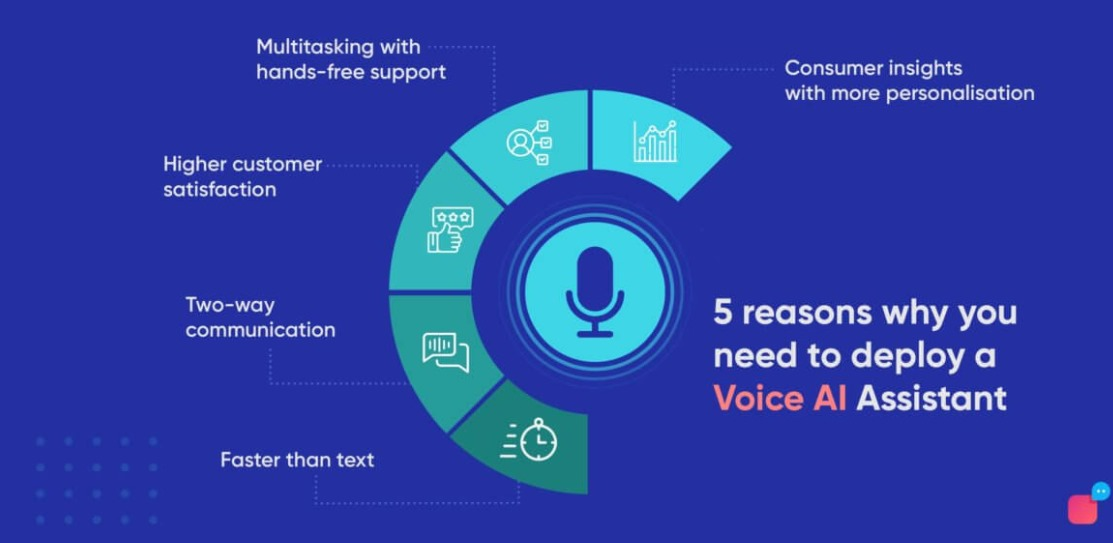 Multitasking with
hands-free support
Consumer insights
with more personalisation
Higher customer
satisfaction
Two-way
communication
Faster than text
5 reasons why you
need to deploy a
Voice AI Assistant